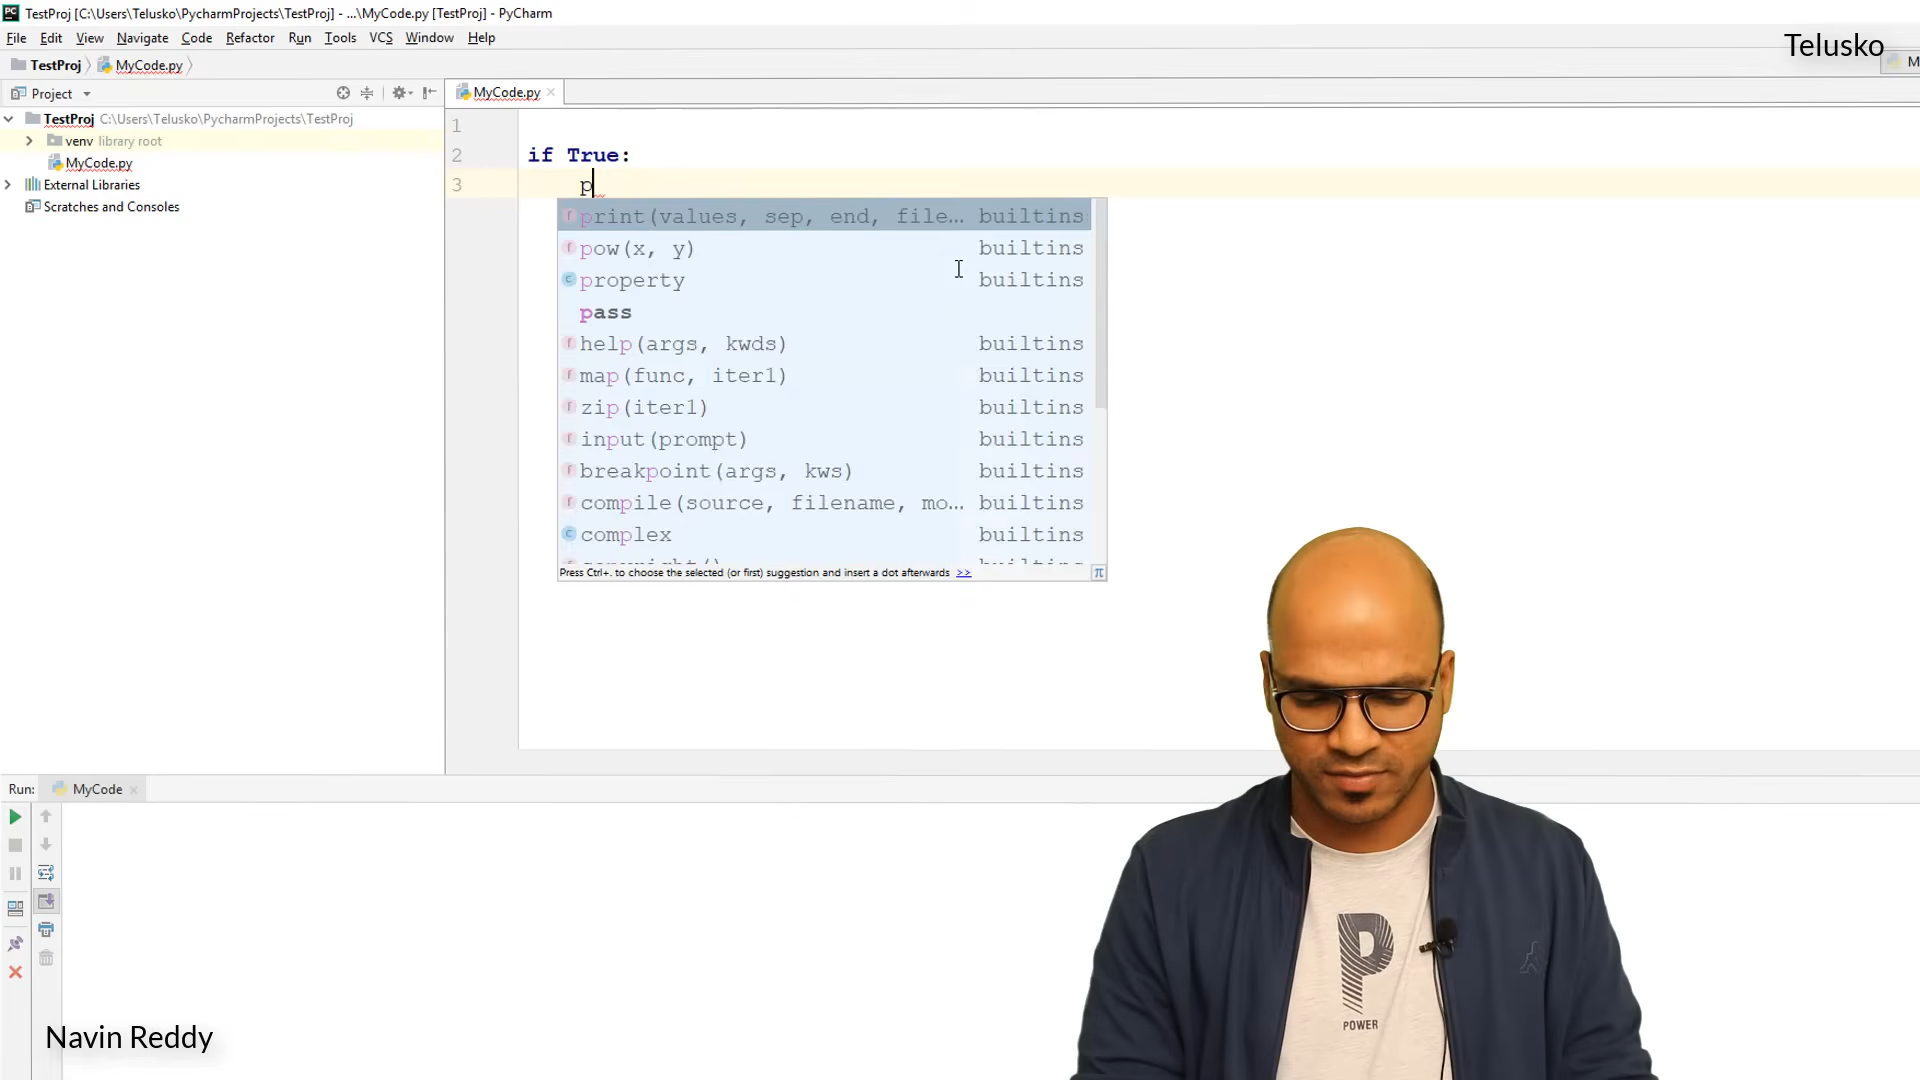 TestProj [C:\Users\Telusko\PycharmProjects\TestProj] - ...\MyCode.py [TestProj] - PyCharm
File Edit View Navigate Code Refactor Run Tools VCS Window Help
Telusko
TestProj MyCode.py
M
Project
MyCode.py
TestProj C:\Users\Telusko\PycharmProjects\TestProj
venv library root
MyCode.py
External Libraries
Scratches and Consoles
1
2 if True:
3 p
print(values, sep, end, file… builtins
pow(x, y) builtins
property builtins
pass
help(args, kwds) builtins
map(func, iter1) builtins
zip(iter1) builtins
input(prompt) builtins
breakpoint(args, kws) builtins
compile(source, filename, mo… builtins
complex builtins
Press Ctrl+. to choose the selected (or first) suggestion and insert a dot afterwards >>
π
Run: MyCode
P
POWER
Navin Reddy